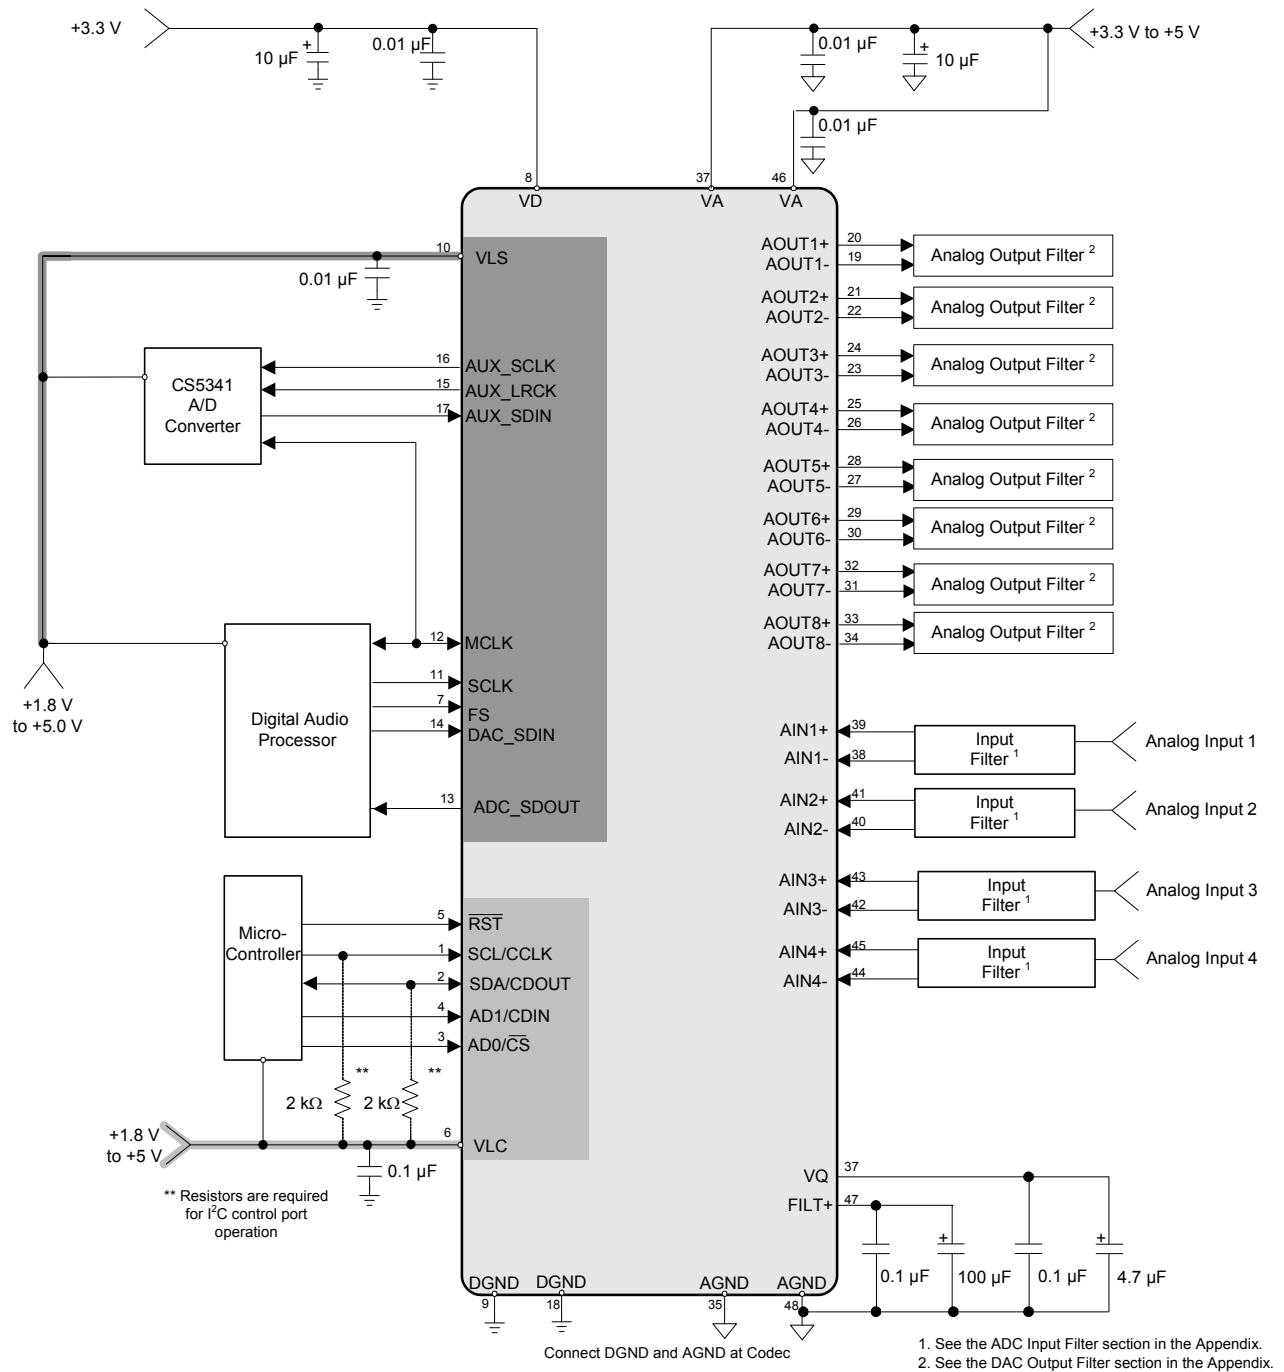 +3.3 V
10 µF
+
0.01 µF
0.01 µF
+
10 µF
+3.3 V to +5 V
0.01 µF
8
VD
37
VA
46
VA
10
VLS
0.01 µF
CS5341
A/D
Converter
16
AUX_SCLK
15
AUX_LRCK
17
AUX_SDIN
+1.8 V
to +5.0 V
Digital Audio
Processor
12
MCLK
11
SCLK
7
FS
14
DAC_SDIN
13
ADC_SDOUT
Micro-
Controller
5
RST
1
SCL/CCLK
2
SDA/CDOUT
4
AD1/CDIN
3
AD0/CS
**
**
2 kΩ
2 kΩ
+1.8 V
to +5 V
6
VLC
0.1 µF
** Resistors are required
for I2C control port
operation
AOUT1+
20
AOUT1-
19
Analog Output Filter 2
AOUT2+
21
AOUT2-
22
Analog Output Filter 2
AOUT3+
24
AOUT3-
23
Analog Output Filter 2
AOUT4+
25
AOUT4-
26
Analog Output Filter 2
AOUT5+
28
AOUT5-
27
Analog Output Filter 2
AOUT6+
29
AOUT6-
30
Analog Output Filter 2
AOUT7+
32
AOUT7-
31
Analog Output Filter 2
AOUT8+
33
AOUT8-
34
Analog Output Filter 2
AIN1+
39
AIN1-
38
Input
Filter 1
Analog Input 1
AIN2+
41
AIN2-
40
Input
Filter 1
Analog Input 2
AIN3+
43
AIN3-
42
Input
Filter 1
Analog Input 3
AIN4+
45
AIN4-
44
Input
Filter 1
Analog Input 4
VQ
37
FILT+
47
0.1 µF
+
100 µF
0.1 µF
+
4.7 µF
DGND
9
DGND
18
AGND
35
AGND
48
Connect DGND and AGND at Codec
1. See the ADC Input Filter section in the Appendix.
2. See the DAC Output Filter section in the Appendix.